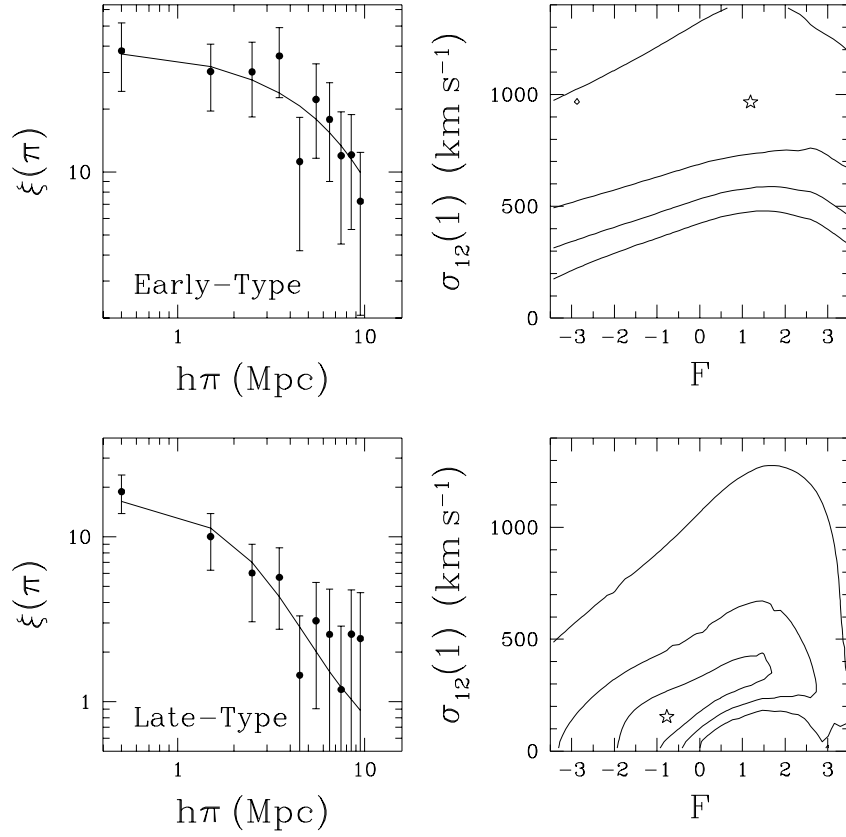 ξ(π)
10
Early-Type
1
10
hπ (Mpc)
σ₁₂(1) (km s⁻¹)
1000
500
0
-3
-2
-1
0
1
2
3
F
ξ(π)
10
1
Late-Type
1
10
hπ (Mpc)
σ₁₂(1) (km s⁻¹)
1000
500
0
-3
-2
-1
0
1
2
3
F